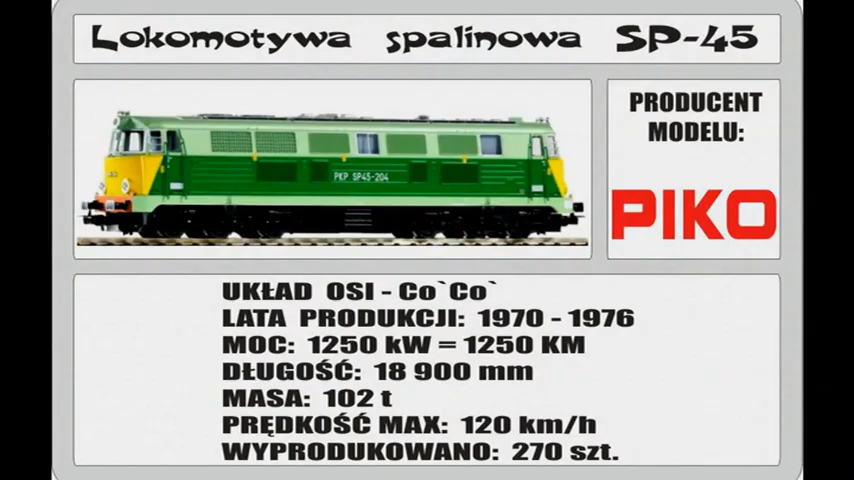 Lokomotywa spalinowa SP-45
PKP SP45-204
PRODUCENT
MODELU:
PIKO
UKŁAD OSI - Co`Co`
LATA PRODUKCJI: 1970 - 1976
MOC: 1250 kW = 1250 KM
DŁUGOŚĆ: 18 900 mm
MASA: 102 t
PRĘDKOŚĆ MAX: 120 km/h
WYPRODUKOWANO: 270 szt.